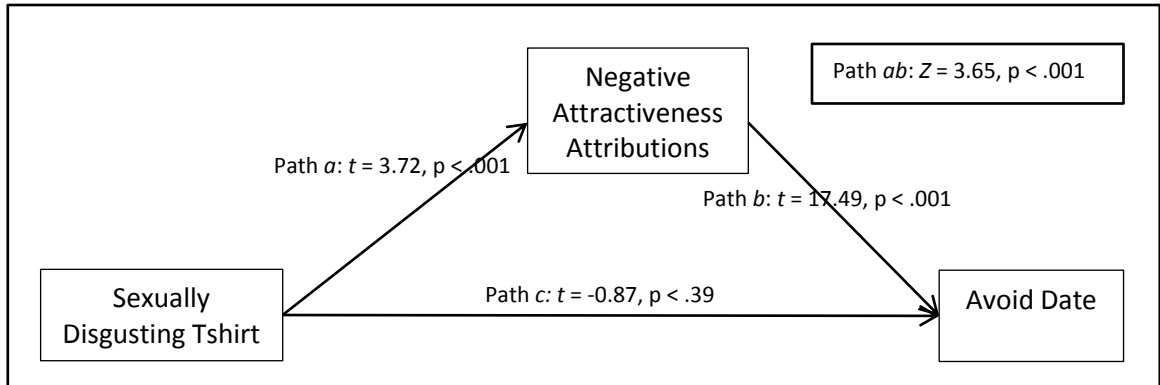 Negative
Attractiveness
Attributions
Path ab: Z = 3.65, p < .001
Path a: t = 3.72, p < .001
Path b: t = 17.49, p < .001
Sexually
Disgusting Tshirt
Path c: t = -0.87, p < .39
Avoid Date